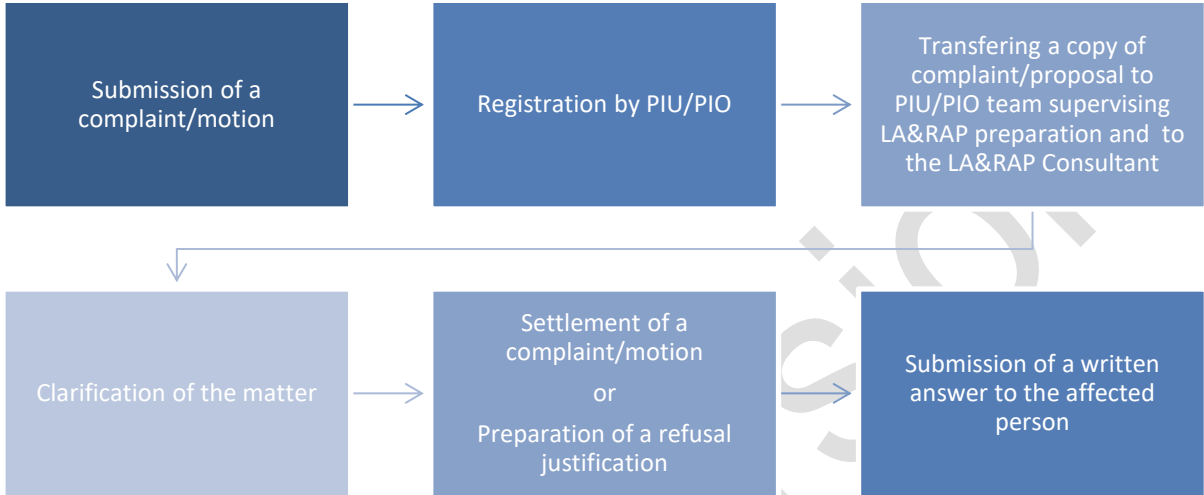 Submission of a
complaint/motion
Registration by PIU/PIO
Transfering a copy of
complaint/proposal to
PIU/PIO team supervising
LA&RAP preparation and to
the LA&RAP Consultant
Clarification of the matter
Settlement of a
complaint/motion
or
Preparation of a refusal
justification
Submission of a written
answer to the affected
person